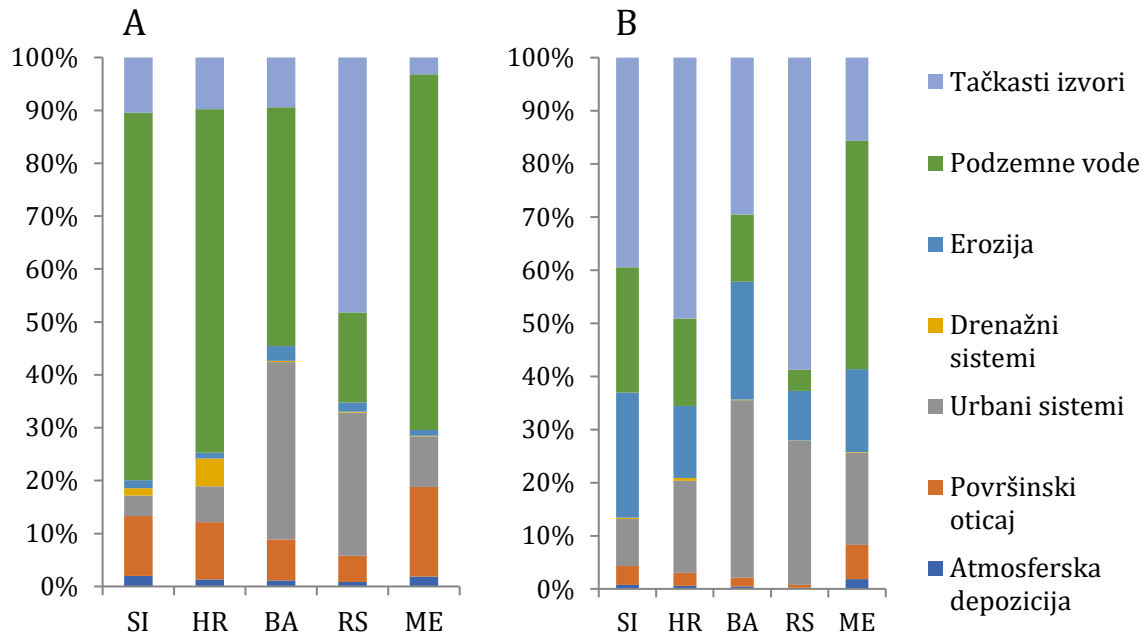 A
B
100%
90%
80%
70%
60%
50%
40%
30%
20%
10%
0%
SI HR BA RS ME
100%
90%
80%
70%
60%
50%
40%
30%
20%
10%
0%
SI HR BA RS ME
Tačkasti izvori
Podzemne vode
Erozija
Drenažni
sistemi
Urbani sistemi
Površinski
oticaj
Atmosferska
depozicija